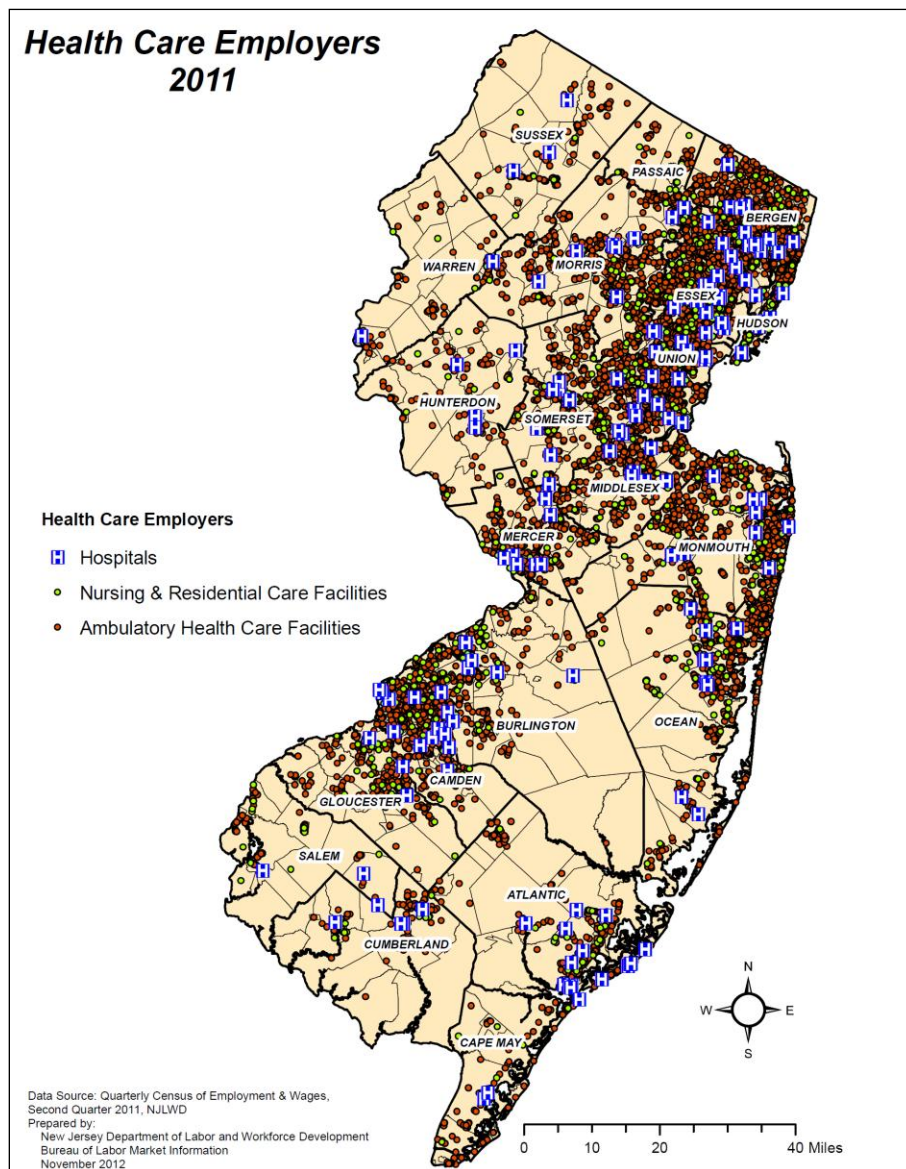 Health Care Employers
2011
SUSSEX
PASSAIC
BERGEN
WARREN
MORRIS
ESSEX
HUDSON
UNION
HUNTERDON
SOMERSET
MIDDLESEX
Health Care Employers
H Hospitals
Nursing & Residential Care Facilities
Ambulatory Health Care Facilities
MERCER
MONMOUTH
BURLINGTON
OCEAN
CAMDEN
GLOUCESTER
SALEM
ATLANTIC
CUMBERLAND
CAPE MAY
N
W E
S
Data Source: Quarterly Census of Employment & Wages,
Second Quarter 2011, NJLWD
Prepared by:
New Jersey Department of Labor and Workforce Development
Bureau of Labor Market Information
November 2012
0 10 20 40 Miles